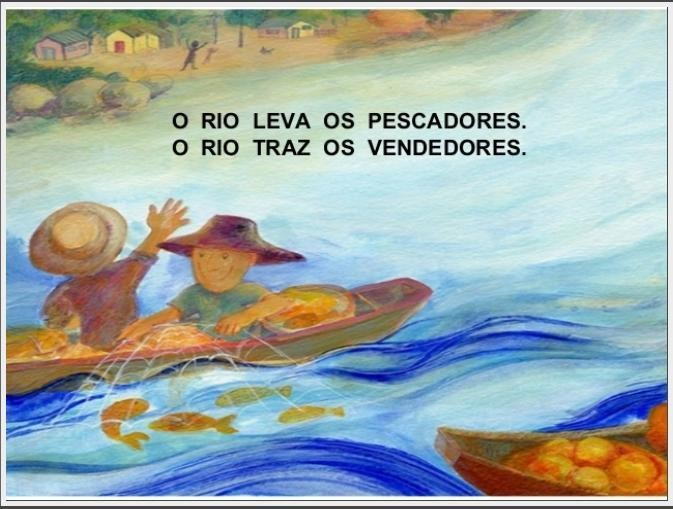 O RIO LEVA OS PESCADORES.
O RIO TRAZ OS VENDEDORES.